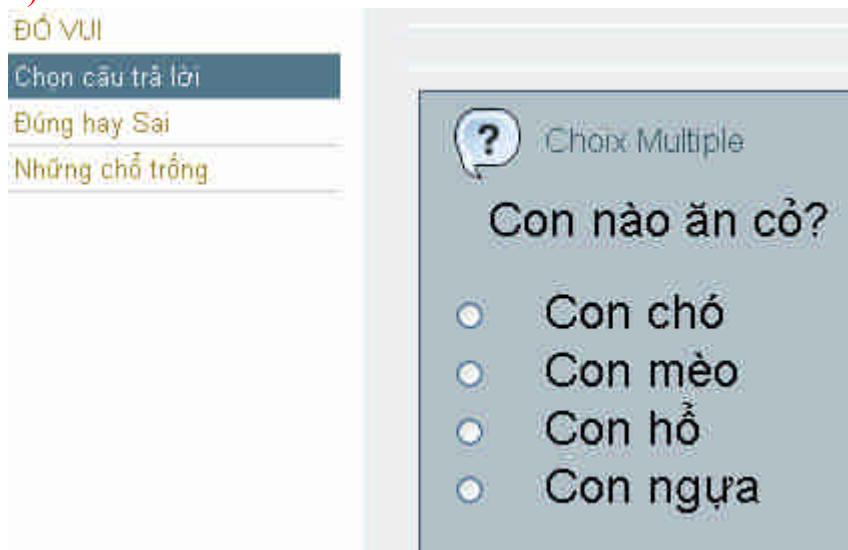 ĐỐ VUI
Chọn câu trả lời
Đúng hay Sai
Những chổ trống
?
Choix Multiple
Con nào ăn cỏ?
Con chó
Con mèo
Con hổ
Con ngựa